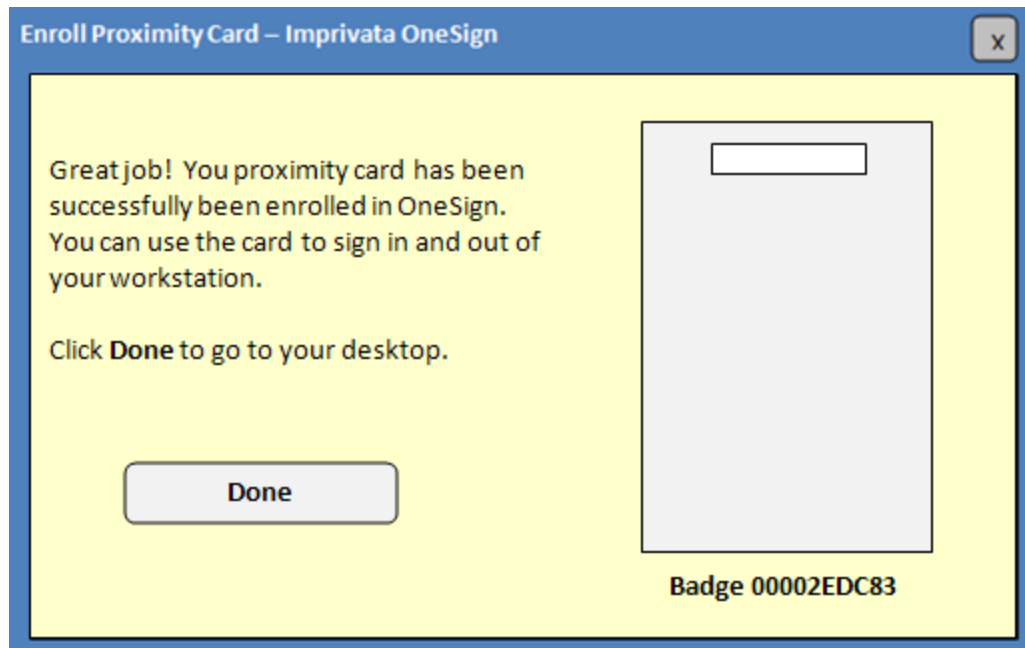 Enroll Proximity Card – Imprivata OneSign
x
Great job! You proximity card has been
successfully been enrolled in OneSign.
You can use the card to sign in and out of
your workstation.
Click Done to go to your desktop.
Done
Badge 00002EDC83